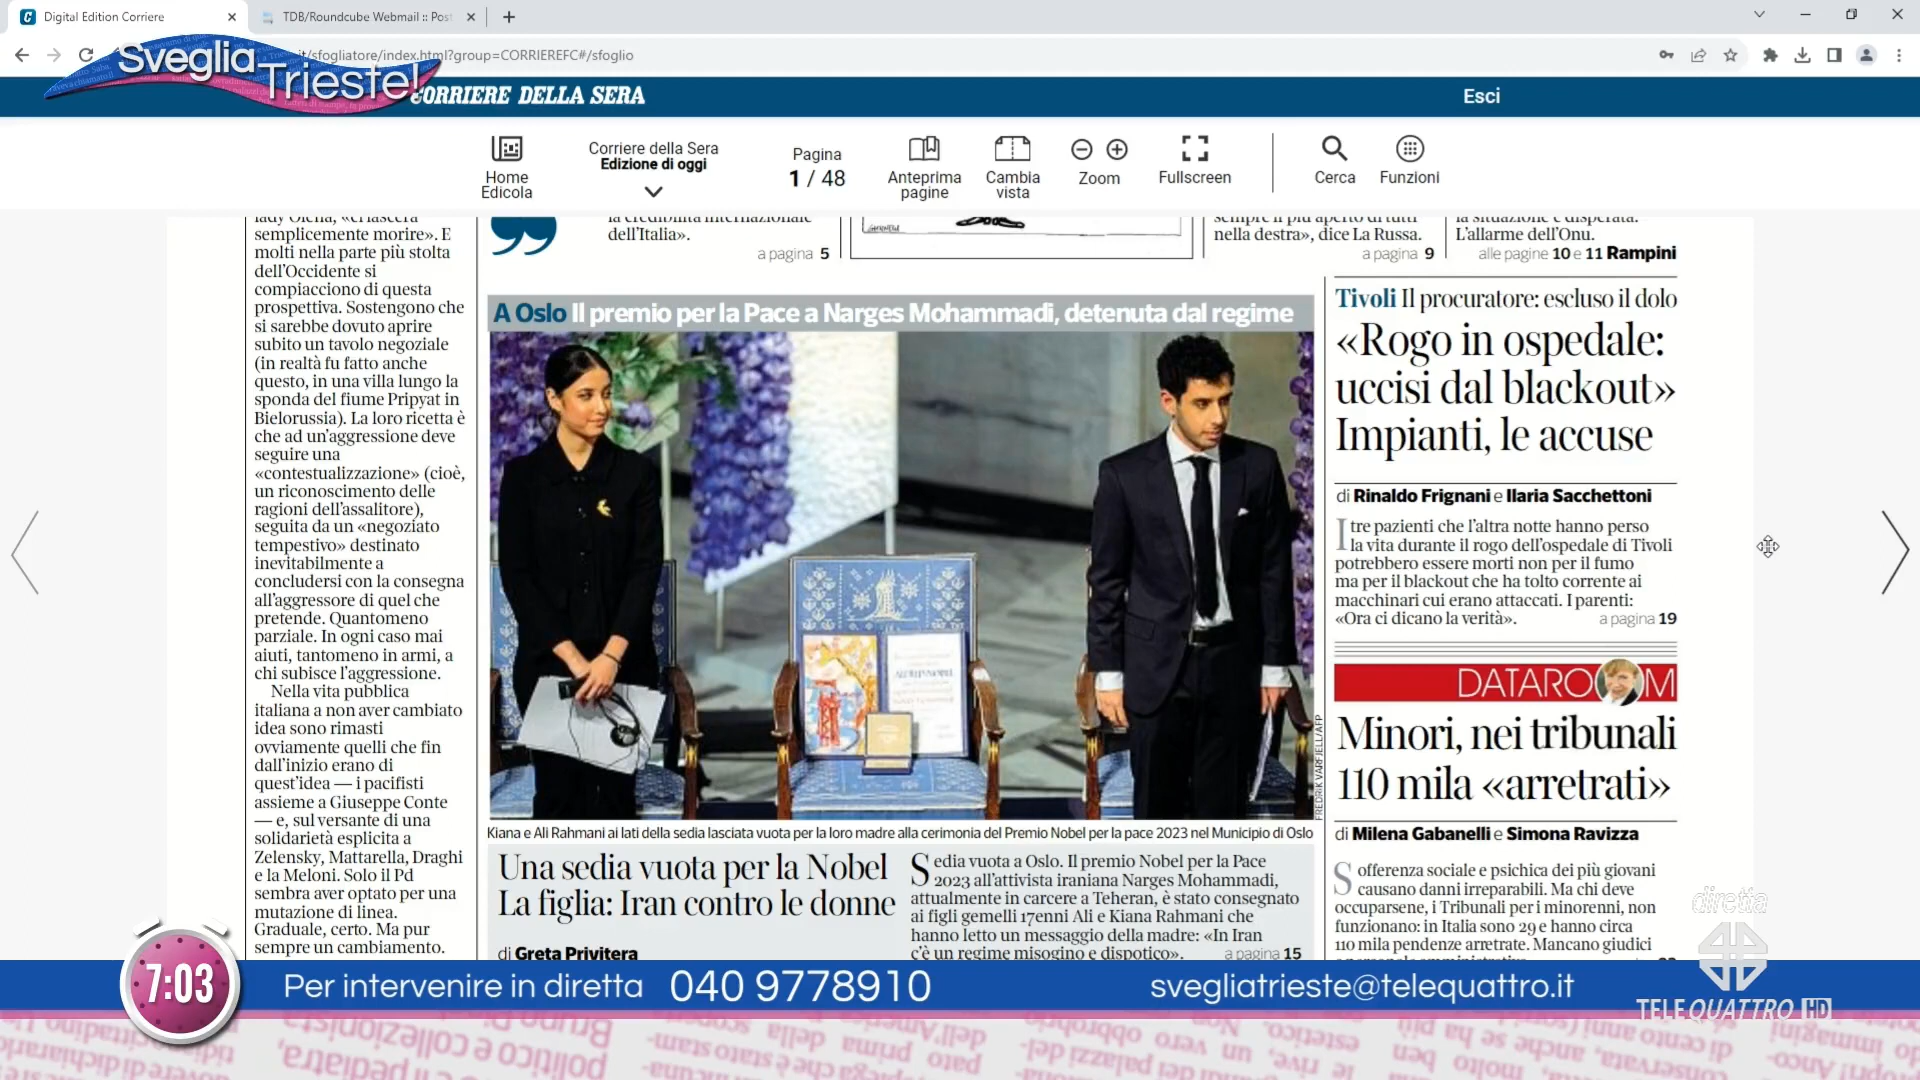 Digital Edition Corriere
TDB/Roundcube Webmail :: Post
it/sfogliatore/index.html?group=CORRIEREFC#/sfoglio
Sveglia
Trieste!
CORRIERE DELLA SERA
Esci
Home
Edicola
Corriere della Sera
Edizione di oggi
Pagina
1 / 48
Anteprima
pagine
Cambia
vista
Zoom
Fullscreen
Cerca
Funzioni
lady Olena, «ci lascerà
semplicemente morire». E
molti nella parte più stolta
dell'Occidente si
compiacciono di questa
prospettiva. Sostengono che
si sarebbe dovuto aprire
subito un tavolo negoziale
(in realtà fu fatto anche
questo, in una villa lungo la
sponda del fiume Pripyat in
Bielorussia). La loro ricetta è
che ad un'aggressione deve
seguire una
«contestualizzazione» (cioè,
un riconoscimento delle
ragioni dell'assalitore),
seguita da un «negoziato
tempestivo» destinato
inevitabilmente a
concludersi con la consegna
all'aggressore di quel che
pretende. Quantomeno
parziale. In ogni caso mai
aiuti, tantomeno in armi, a
chi subisce l'aggressione.
Nella vita pubblica
italiana a non aver cambiato
idea sono rimasti
ovviamente quelli che fin
dall'inizio erano di
quest'idea — i pacifisti
assieme a Giuseppe Conte
— e, sul versante di una
solidarietà esplicita a
Zelensky, Mattarella, Draghi
e la Meloni. Solo il Pd
sembra aver optato per una
mutazione di linea.
Graduale, certo. Ma pur
sempre un cambiamento.
la credibilità internazionale
dell'Italia».
a pagina 5
sempre il più aperto di tutti
nella destra», dice La Russa.
a pagina 9
la situazione è disperata.
L'allarme dell'Onu.
alle pagine 10 e 11 Rampini
A Oslo Il premio per la Pace a Narges Mohammadi, detenuta dal regime
FREDRIK VARFJELL/AFP
Kiana e Ali Rahmani ai lati della sedia lasciata vuota per la loro madre alla cerimonia del Premio Nobel per la pace 2023 nel Municipio di Oslo
Una sedia vuota per la Nobel
La figlia: Iran contro le donne
di Greta Privitera
Sedia vuota a Oslo. Il premio Nobel per la Pace
2023 all'attivista iraniana Narges Mohammadi,
attualmente in carcere a Teheran, è stato consegnato
ai figli gemelli 17enni Ali e Kiana Rahmani che
hanno letto un messaggio della madre: «In Iran
c'è un regime misogino e dispotico».
a pagina 15
Tivoli Il procuratore: escluso il dolo
«Rogo in ospedale:
uccisi dal blackout»
Impianti, le accuse
di Rinaldo Frignani e Ilaria Sacchettoni
I tre pazienti che l'altra notte hanno perso
la vita durante il rogo dell'ospedale di Tivoli
potrebbero essere morti non per il fumo
ma per il blackout che ha tolto corrente ai
macchinari cui erano attaccati. I parenti:
«Ora ci dicano la verità».
a pagina 19
DATAROOM
Minori, nei tribunali
110 mila «arretrati»
di Milena Gabanelli e Simona Ravizza
Sofferenza sociale e psichica dei più giovani
causano danni irreparabili. Ma chi deve
occuparsene, i Tribunali per i minorenni, non
funzionano: in Italia sono 29 e hanno circa
110 mila pendenze arretrate. Mancano giudici
diretta
7:03
Per intervenire in diretta 040 9778910
svegliatrieste@telequattro.it
TELEQUATTRO HD